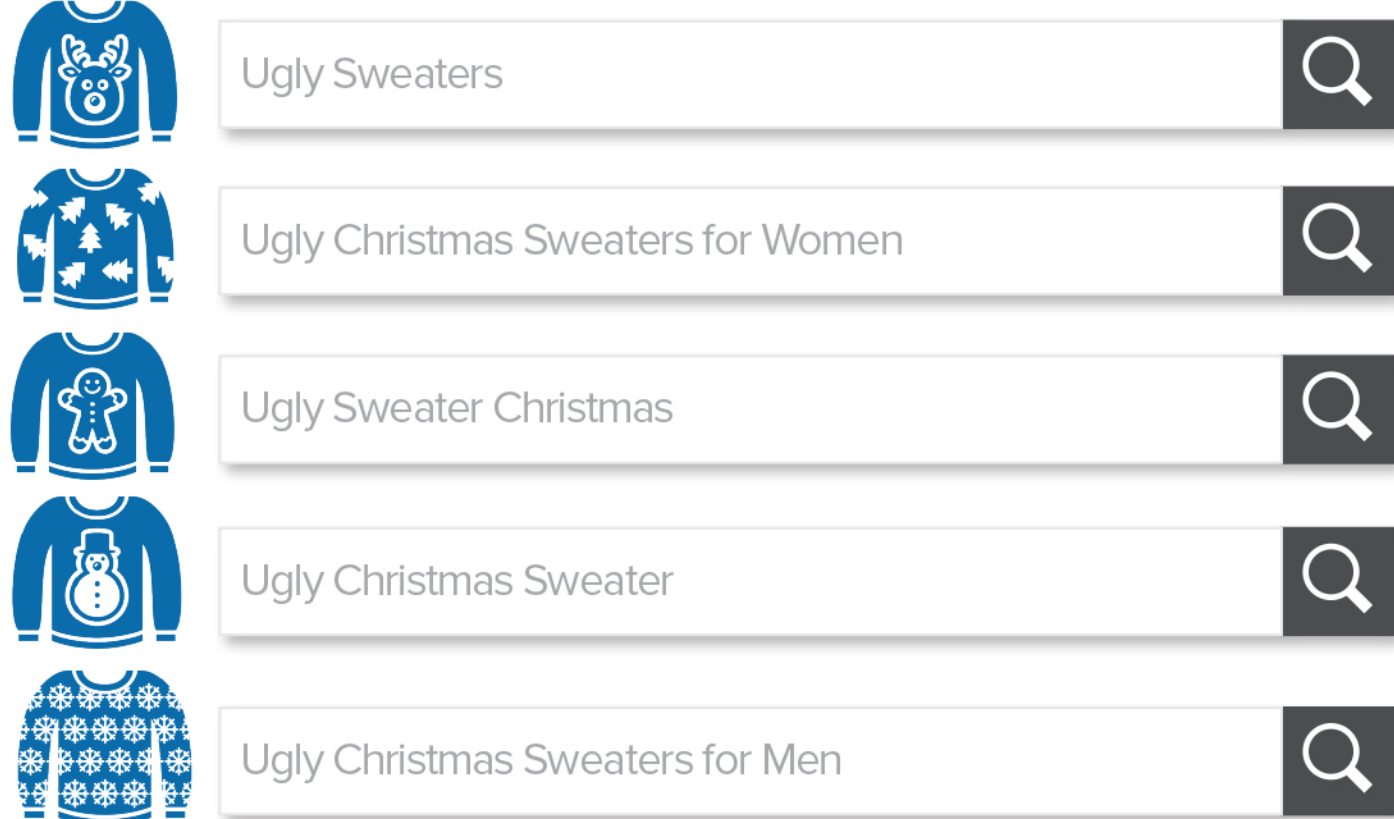 Ugly Sweaters
Ugly Christmas Sweaters for Women
Ugly Sweater Christmas
Ugly Christmas Sweater
Ugly Christmas Sweaters for Men